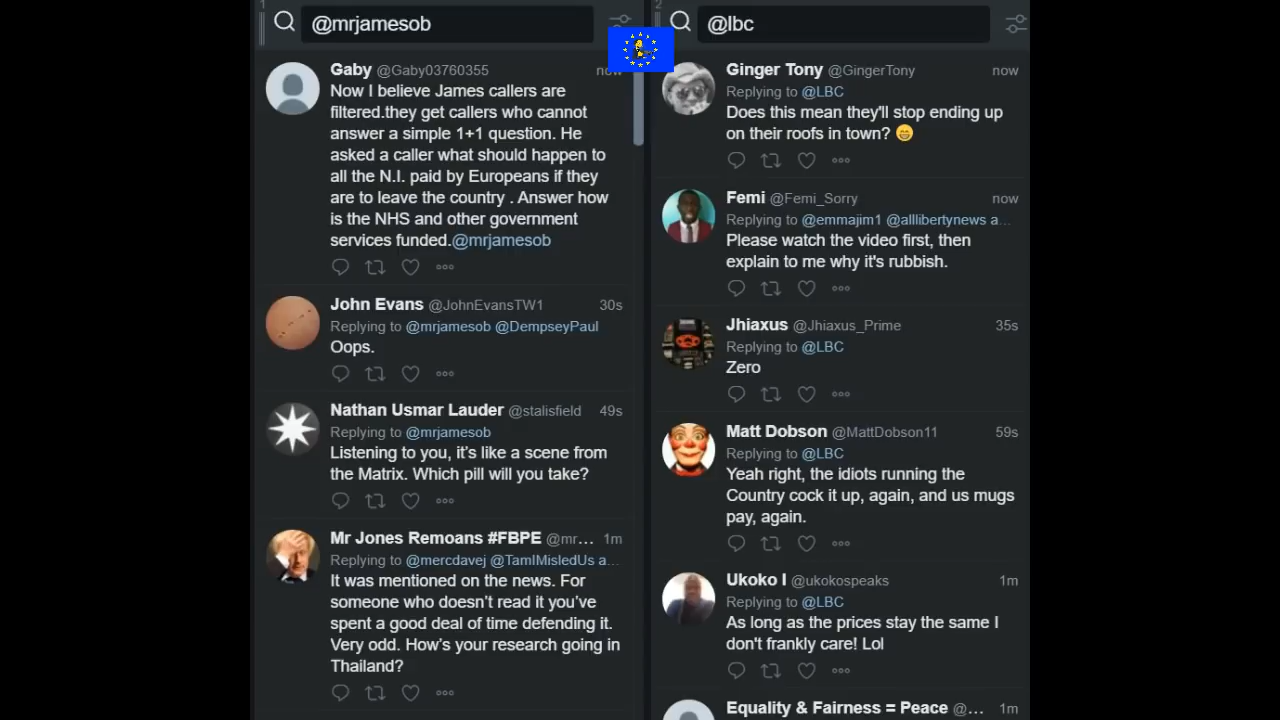 1
@mrjamesob
Gaby @Gaby03760355 now
Now I believe James callers are
filtered.they get callers who cannot
answer a simple 1+1 question. He
asked a caller what should happen to
all the N.I. paid by Europeans if they
are to leave the country . Answer how
is the NHS and other government
services funded.@mrjamesob
John Evans @JohnEvansTW1 30s
Replying to @mrjamesob @DempseyPaul
Oops.
Nathan Usmar Lauder @stalisfield 49s
Replying to @mrjamesob
Listening to you, it's like a scene from
the Matrix. Which pill will you take?
Mr Jones Remoans #FBPE @mr... 1m
Replying to @mercdavej @TamIMisledUs a...
It was mentioned on the news. For
someone who doesn't read it you've
spent a good deal of time defending it.
Very odd. How's your research going in
Thailand?
2
@lbc
Ginger Tony @GingerTony now
Replying to @LBC
Does this mean they'll stop ending up
on their roofs in town? 😁
Femi @Femi_Sorry now
Replying to @emmajim1 @alllibertynews a...
Please watch the video first, then
explain to me why it's rubbish.
Jhiaxus @Jhiaxus_Prime 35s
Replying to @LBC
Zero
Matt Dobson @MattDobson11 59s
Replying to @LBC
Yeah right, the idiots running the
Country cock it up, again, and us mugs
pay, again.
Ukoko I @ukokospeaks 1m
Replying to @LBC
As long as the prices stay the same I
don't frankly care! Lol
Equality & Fairness = Peace @... 1m